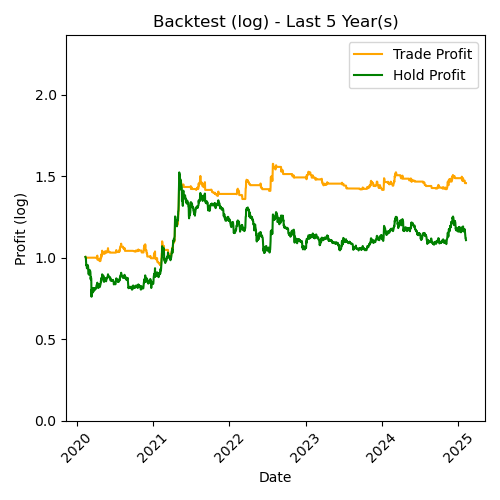 Backtest (log) - Last 5 Year(s)
Trade Profit
Hold Profit
Profit (log)
2.0
1.5
1.0
0.5
0.0
2020
2021
2022
2023
2024
2025
Date